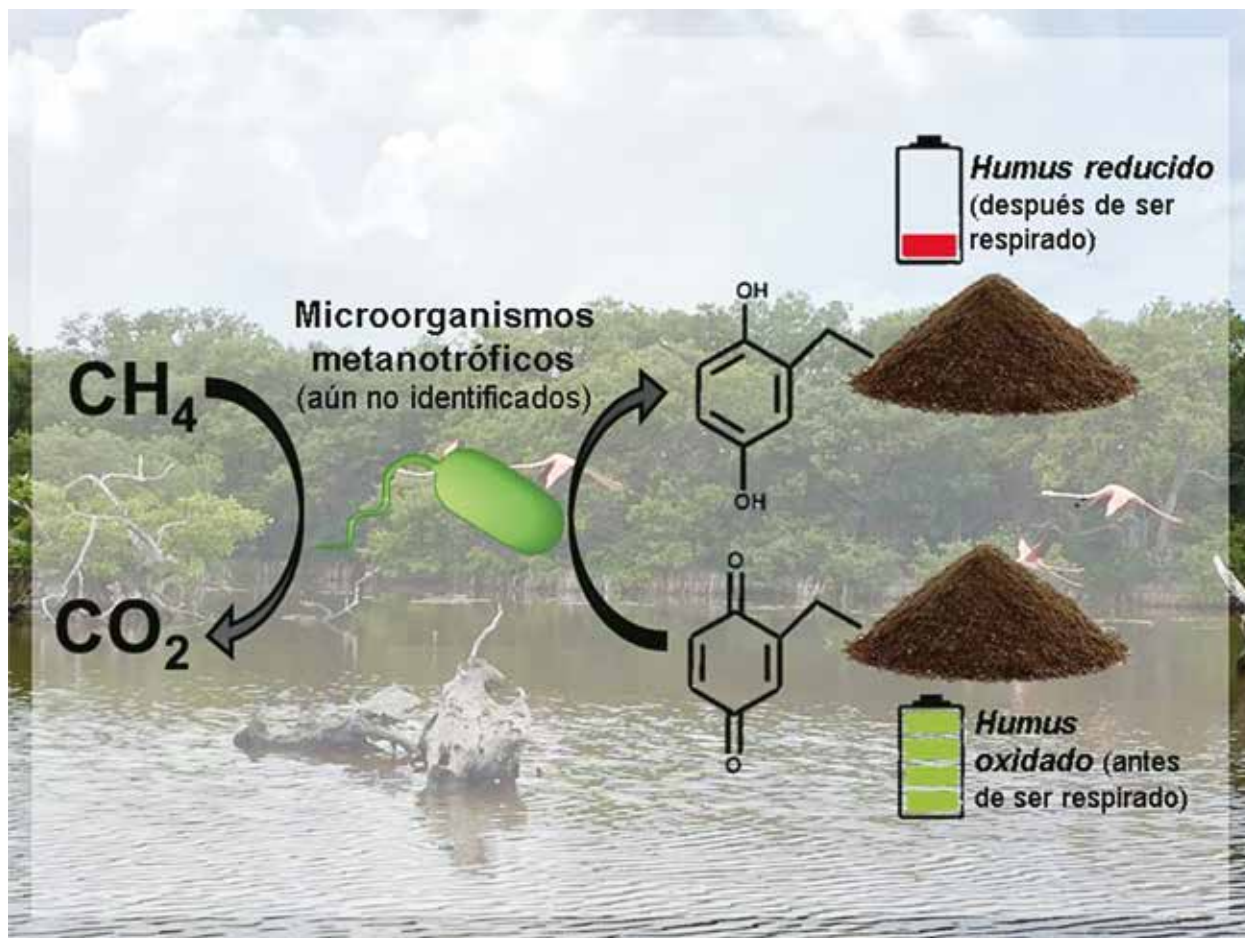 Humus reducido
(después de ser
respirado)
OH
Microorganismos
metanotróficos
(aún no identificados)
CH4
OH
O
CO2
O
Humus
oxidado (antes
de ser respirado)